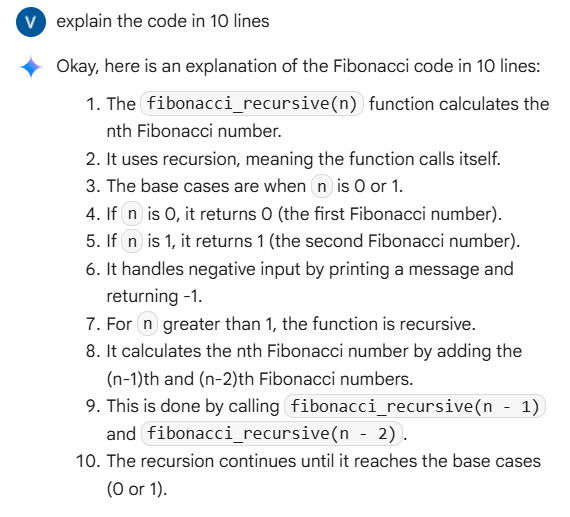 V explain the code in 10 lines
Okay, here is an explanation of the Fibonacci code in 10 lines:
1. The fibonacci_recursive(n) function calculates the
nth Fibonacci number.
2. It uses recursion, meaning the function calls itself.
3. The base cases are when n is 0 or 1.
4. If n is 0, it returns 0 (the first Fibonacci number).
5. If n is 1, it returns 1 (the second Fibonacci number).
6. It handles negative input by printing a message and
returning -1.
7. For n greater than 1, the function is recursive.
8. It calculates the nth Fibonacci number by adding the
(n-1)th and (n-2)th Fibonacci numbers.
9. This is done by calling fibonacci_recursive(n - 1)
and fibonacci_recursive(n - 2).
10. The recursion continues until it reaches the base cases
(0 or 1).